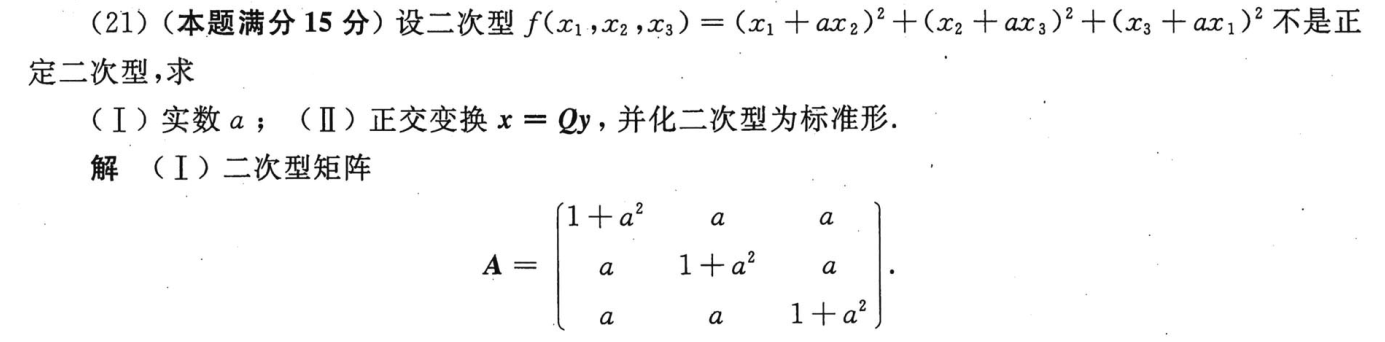 (21)(本题满分 15 分)设二次型 f(x₁,x₂,x₃) = (x₁ + ax₂)² + (x₂ + ax₃)² + (x₃ + ax₁)² 不是正
定二次型,求
(Ⅰ)实数 a ; (Ⅱ)正交变换 x = Qy, 并化二次型为标准形.
解 (Ⅰ)二次型矩阵
1+a² a a
A = a 1+a² a .
a a 1+a²